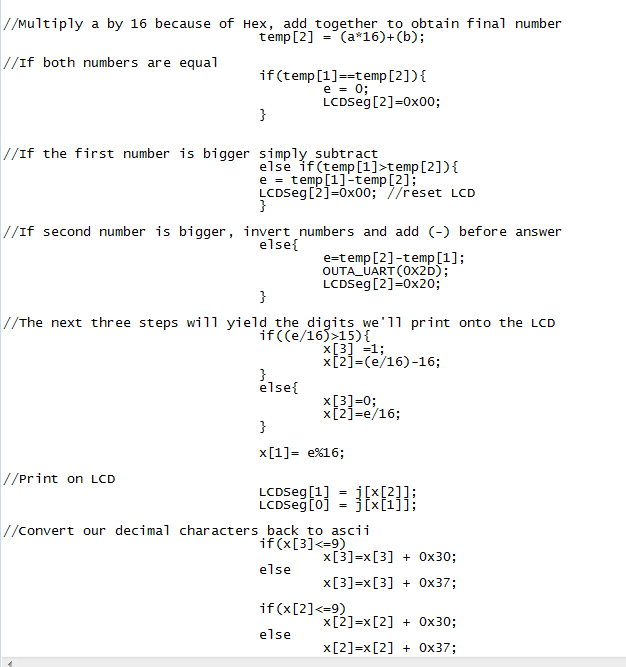 //Multiply a by 16 because of Hex, add together to obtain final number
temp[2] = (a*16)+(b);
//If both numbers are equal
if(temp[1]==temp[2]){
e = 0;
LCDSeg[2]=0x00;
}
//If the first number is bigger simply subtract
else if(temp[1]>temp[2]){
e = temp[1]-temp[2];
LCDSeg[2]=0x00; //reset LCD
}
//If second number is bigger, invert numbers and add (-) before answer
else{
e=temp[2]-temp[1];
OUTA_UART(0X2D);
LCDSeg[2]=0x20;
}
//The next three steps will yield the digits we'll print onto the LCD
if((e/16)>15){
x[3] =1;
x[2]=(e/16)-16;
}
else{
x[3]=0;
x[2]=e/16;
}
x[1]= e%16;
//Print on LCD
LCDSeg[1] = j[x[2]];
LCDSeg[0] = j[x[1]];
//Convert our decimal characters back to ascii
if(x[3]<=9)
x[3]=x[3] + 0x30;
else
x[3]=x[3] + 0x37;
if(x[2]<=9)
x[2]=x[2] + 0x30;
else
x[2]=x[2] + 0x37;